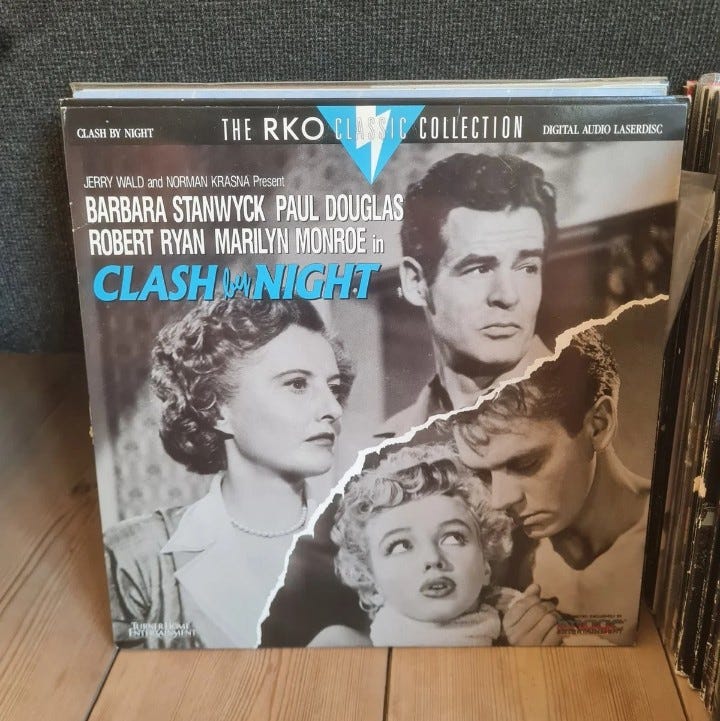 CLASH BY NIGHT
THE RKO CLASSIC COLLECTION
DIGITAL AUDIO LASERDISC
JERRY WALD and NORMAN KRASNA Present
BARBARA STANWYCK PAUL DOUGLAS
ROBERT RYAN MARILYN MONROE in
CLASH by NIGHT
TURNER HOME
ENTERTAINMENT
ENTERTAINMENT